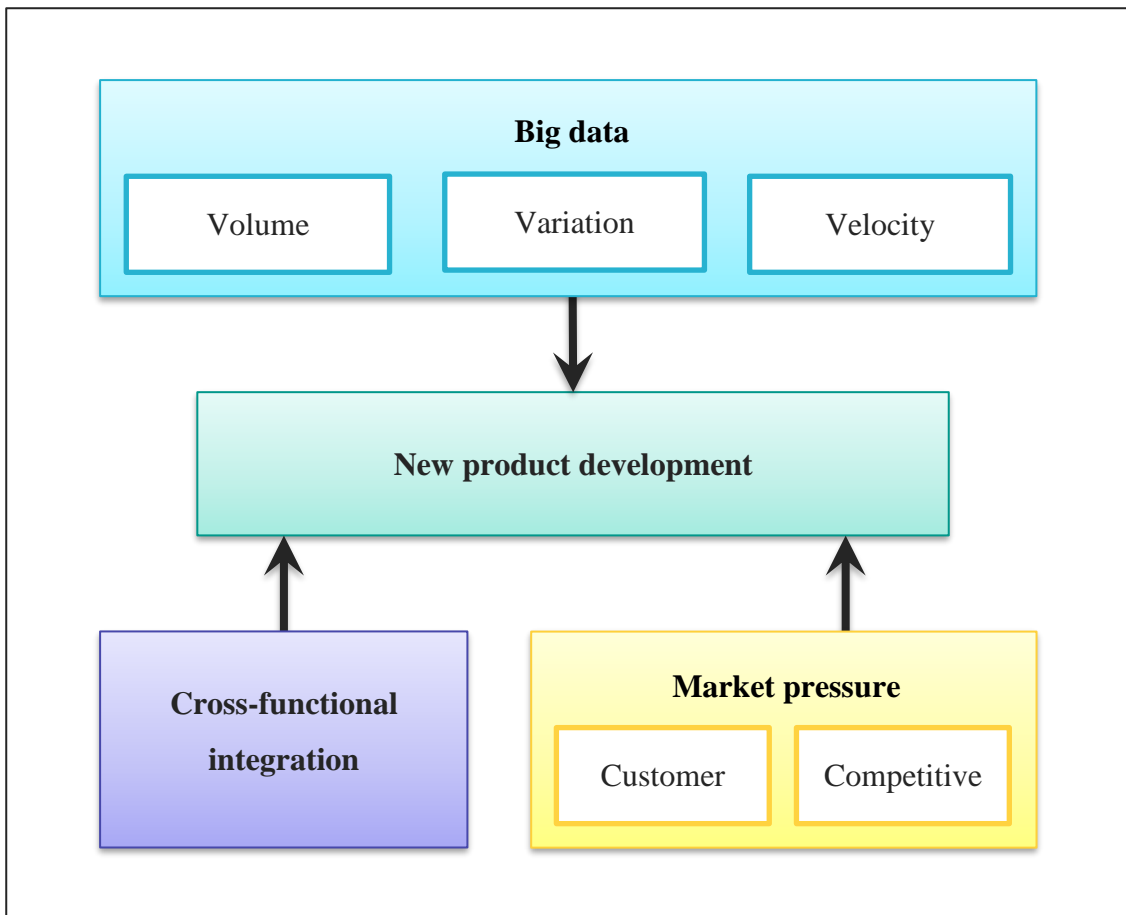 Big data
Volume
Variation
Velocity
New product development
Cross-functional
integration
Market pressure
Customer
Competitive